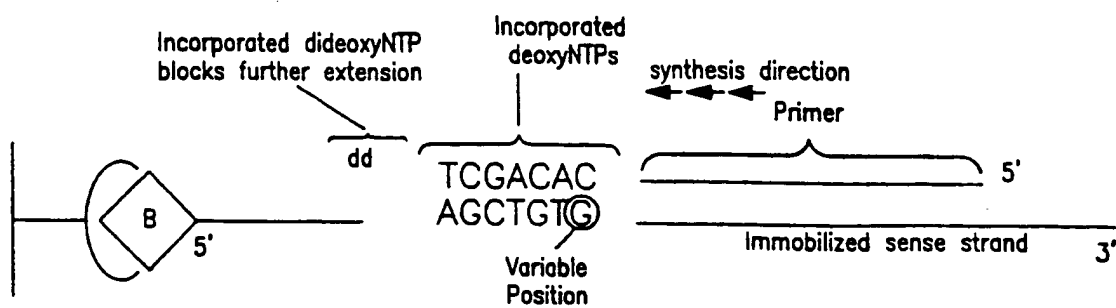 Incorporated dideoxyNTP
blocks further extension
Incorporated
deoxyNTPs
synthesis direction
Primer
dd
TCGACAC
5'
AGCTGTG
B
5'
Immobilized sense strand
3'
Variable
Position